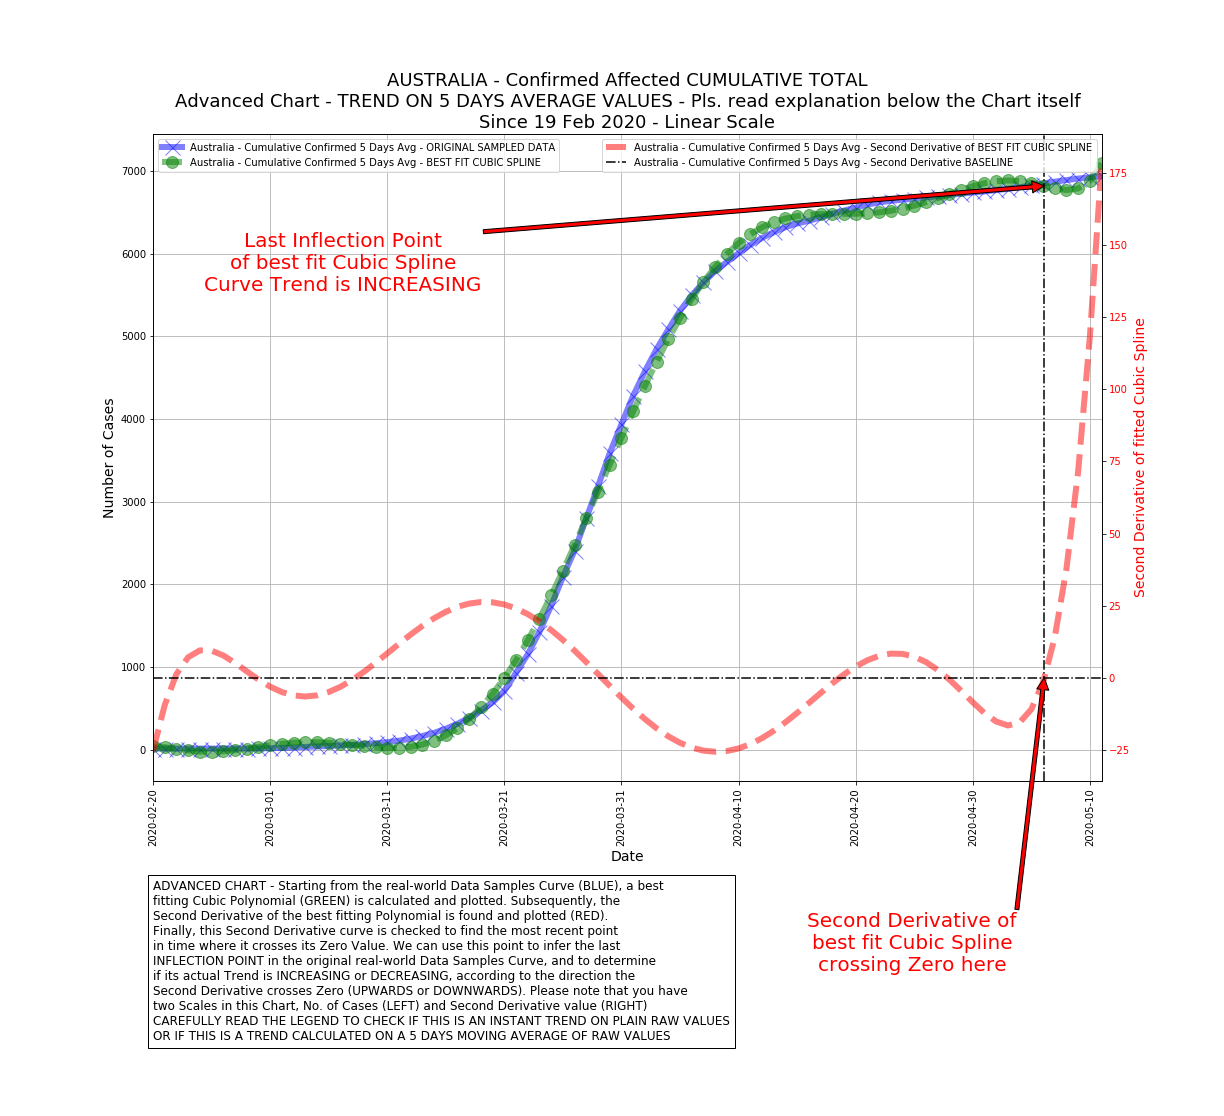 AUSTRALIA - Confirmed Affected CUMULATIVE TOTAL
Advanced Chart - TREND ON 5 DAYS AVERAGE VALUES - Pls. read explanation below the Chart itself
Since 19 Feb 2020 - Linear Scale
Australia - Cumulative Confirmed 5 Days Avg - ORIGINAL SAMPLED DATA
Australia - Cumulative Confirmed 5 Days Avg - BEST FIT CUBIC SPLINE
Australia - Cumulative Confirmed 5 Days Avg - Second Derivative of BEST FIT CUBIC SPLINE
Australia - Cumulative Confirmed 5 Days Avg - Second Derivative BASELINE
Last Inflection Point
of best fit Cubic Spline
Curve Trend is INCREASING
Number of Cases
7000
6000
5000
4000
3000
2000
1000
0
175
150
125
100
75
50
25
0
−25
Second Derivative of fitted Cubic Spline
2020-02-20
2020-03-01
2020-03-11
2020-03-21
2020-03-31
2020-04-10
2020-04-20
2020-04-30
2020-05-10
Date
ADVANCED CHART - Starting from the real-world Data Samples Curve (BLUE), a best
fitting Cubic Polynomial (GREEN) is calculated and plotted. Subsequently, the
Second Derivative of the best fitting Polynomial is found and plotted (RED).
Finally, this Second Derivative curve is checked to find the most recent point
in time where it crosses its Zero Value. We can use this point to infer the last
INFLECTION POINT in the original real-world Data Samples Curve, and to determine
if its actual Trend is INCREASING or DECREASING, according to the direction the
Second Derivative crosses Zero (UPWARDS or DOWNWARDS). Please note that you have
two Scales in this Chart, No. of Cases (LEFT) and Second Derivative value (RIGHT)
CAREFULLY READ THE LEGEND TO CHECK IF THIS IS AN INSTANT TREND ON PLAIN RAW VALUES
OR IF THIS IS A TREND CALCULATED ON A 5 DAYS MOVING AVERAGE OF RAW VALUES
Second Derivative of
best fit Cubic Spline
crossing Zero here